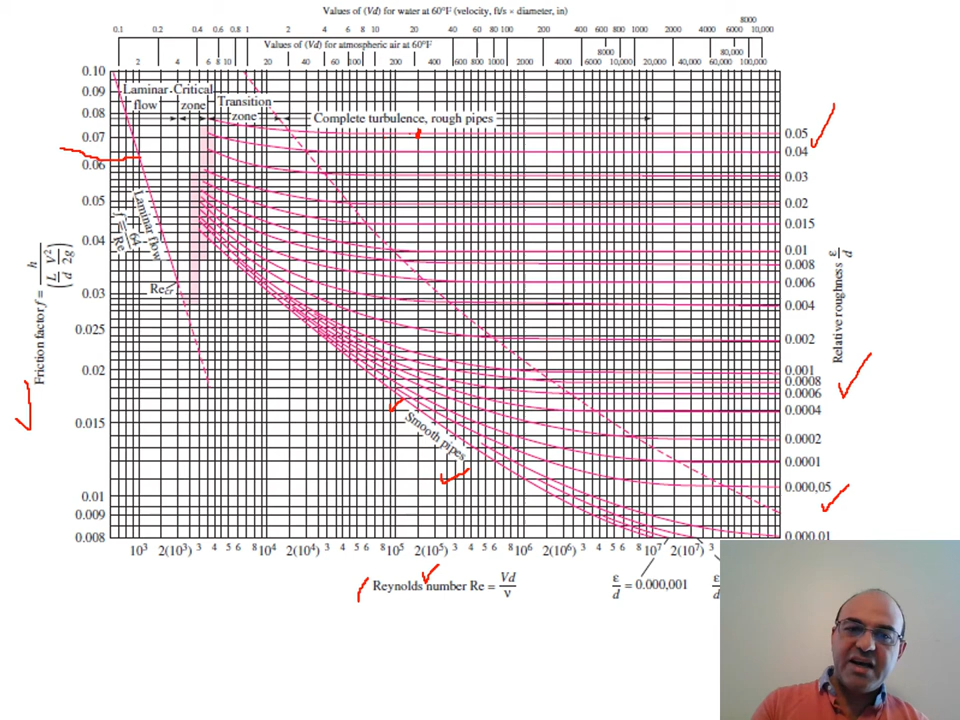 Values of (Vd) for water at 60°F (velocity, ft/s × diameter, in)
0.1 0.2 0.4 0.6 0.8 1 2 4 6 8 10 20 40 60 80 100 200 400 600 800 1000 2000 4000 6000 8000 10,000
Values of (Vd) for atmospheric air at 60°F
2 4 6 8 10 20 40 60 80 100 200 400 600 800 1000 2000 4000 6000 8000 10,000 20,000 40,000 60,000 80,000 100,000
Laminar flow
Critical zone
Transition zone
Complete turbulence, rough pipes
0.10
0.09
0.08
0.07
0.06
0.05
0.04
0.03
0.025
0.02
0.015
0.01
0.009
0.008
Friction factor f = h / (L/d V²/2g)
Laminar flow
f = 64/Re
Recr
Smooth pipes
0.05
0.04
0.03
0.02
0.015
0.01
0.008
0.006
0.004
0.002
0.001
0.0008
0.0006
0.0004
0.0002
0.0001
0.000,05
0.000,01
Relative roughness ε/d
10³ 2(10³) 3 4 5 6 8 10⁴ 2(10⁴) 3 4 5 6 8 10⁵ 2(10⁵) 3 4 5 6 8 10⁶ 2(10⁶) 3 4 5 6 8 10⁷ 2(10⁷) 3
Reynolds number Re = Vd/ν
ε/d = 0.000,001
ε/d